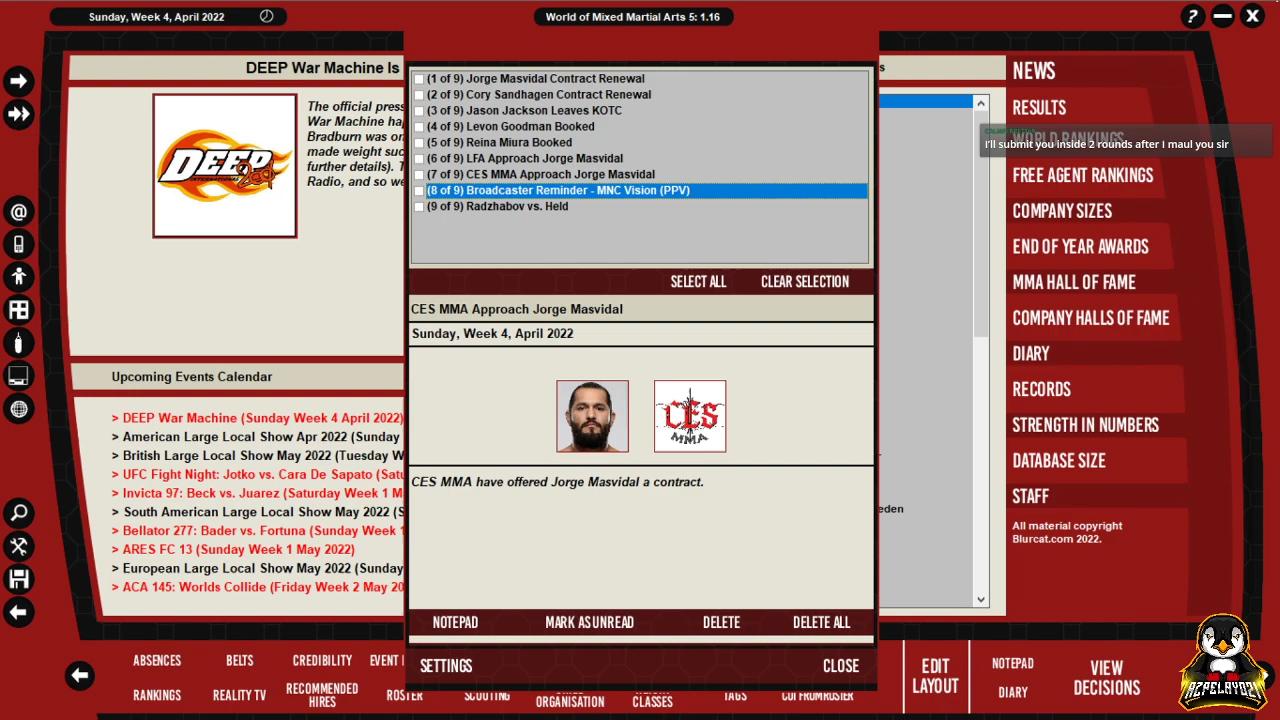 Sunday, Week 4, April 2022
World of Mixed Martial Arts 5: 1.16
?
DEEP War Machine Is
DEEP
The official press
War Machine hap
Bradburn was on
made weight suc
further details). T
Radio, and so we
Upcoming Events Calendar
> DEEP War Machine (Sunday Week 4 April 2022)
> American Large Local Show Apr 2022 (Sunday
> British Large Local Show May 2022 (Tuesday W
> UFC Fight Night: Jotko vs. Cara De Sapato (Satu
> Invicta 97: Beck vs. Juarez (Saturday Week 1 M
> South American Large Local Show May 2022 (S
> Bellator 277: Bader vs. Fortuna (Sunday Week 1
> ARES FC 13 (Sunday Week 1 May 2022)
> European Large Local Show May 2022 (Sunday
> ACA 145: Worlds Collide (Friday Week 2 May 20
(1 of 9) Jorge Masvidal Contract Renewal
(2 of 9) Cory Sandhagen Contract Renewal
(3 of 9) Jason Jackson Leaves KOTC
(4 of 9) Levon Goodman Booked
(5 of 9) Reina Miura Booked
(6 of 9) LFA Approach Jorge Masvidal
(7 of 9) CES MMA Approach Jorge Masvidal
(8 of 9) Broadcaster Reminder - MNC Vision (PPV)
(9 of 9) Radzhabov vs. Held
SELECT ALL
CLEAR SELECTION
CES MMA Approach Jorge Masvidal
Sunday, Week 4, April 2022
CES
MMA
CES MMA have offered Jorge Masvidal a contract.
NOTEPAD
MARK AS UNREAD
DELETE
DELETE ALL
SETTINGS
CLOSE
s
eden
NEWS
RESULTS
WORLD RANKINGS
I'll submit you inside 2 rounds after I maul you sir
FREE AGENT RANKINGS
COMPANY SIZES
END OF YEAR AWARDS
MMA HALL OF FAME
COMPANY HALLS OF FAME
DIARY
RECORDS
STRENGTH IN NUMBERS
DATABASE SIZE
STAFF
All material copyright
Blurcat.com 2022.
ABSENCES
BELTS
CREDIBILITY
EVENT
RANKINGS
REALITY TV
RECOMMENDED
HIRES
ROSTER
SCOUTING
ORGANISATION
CLASSES
TAGS
EDIT
LAYOUT
NOTEPAD
DIARY
VIEW
DECISIONS
ACPELAYO21